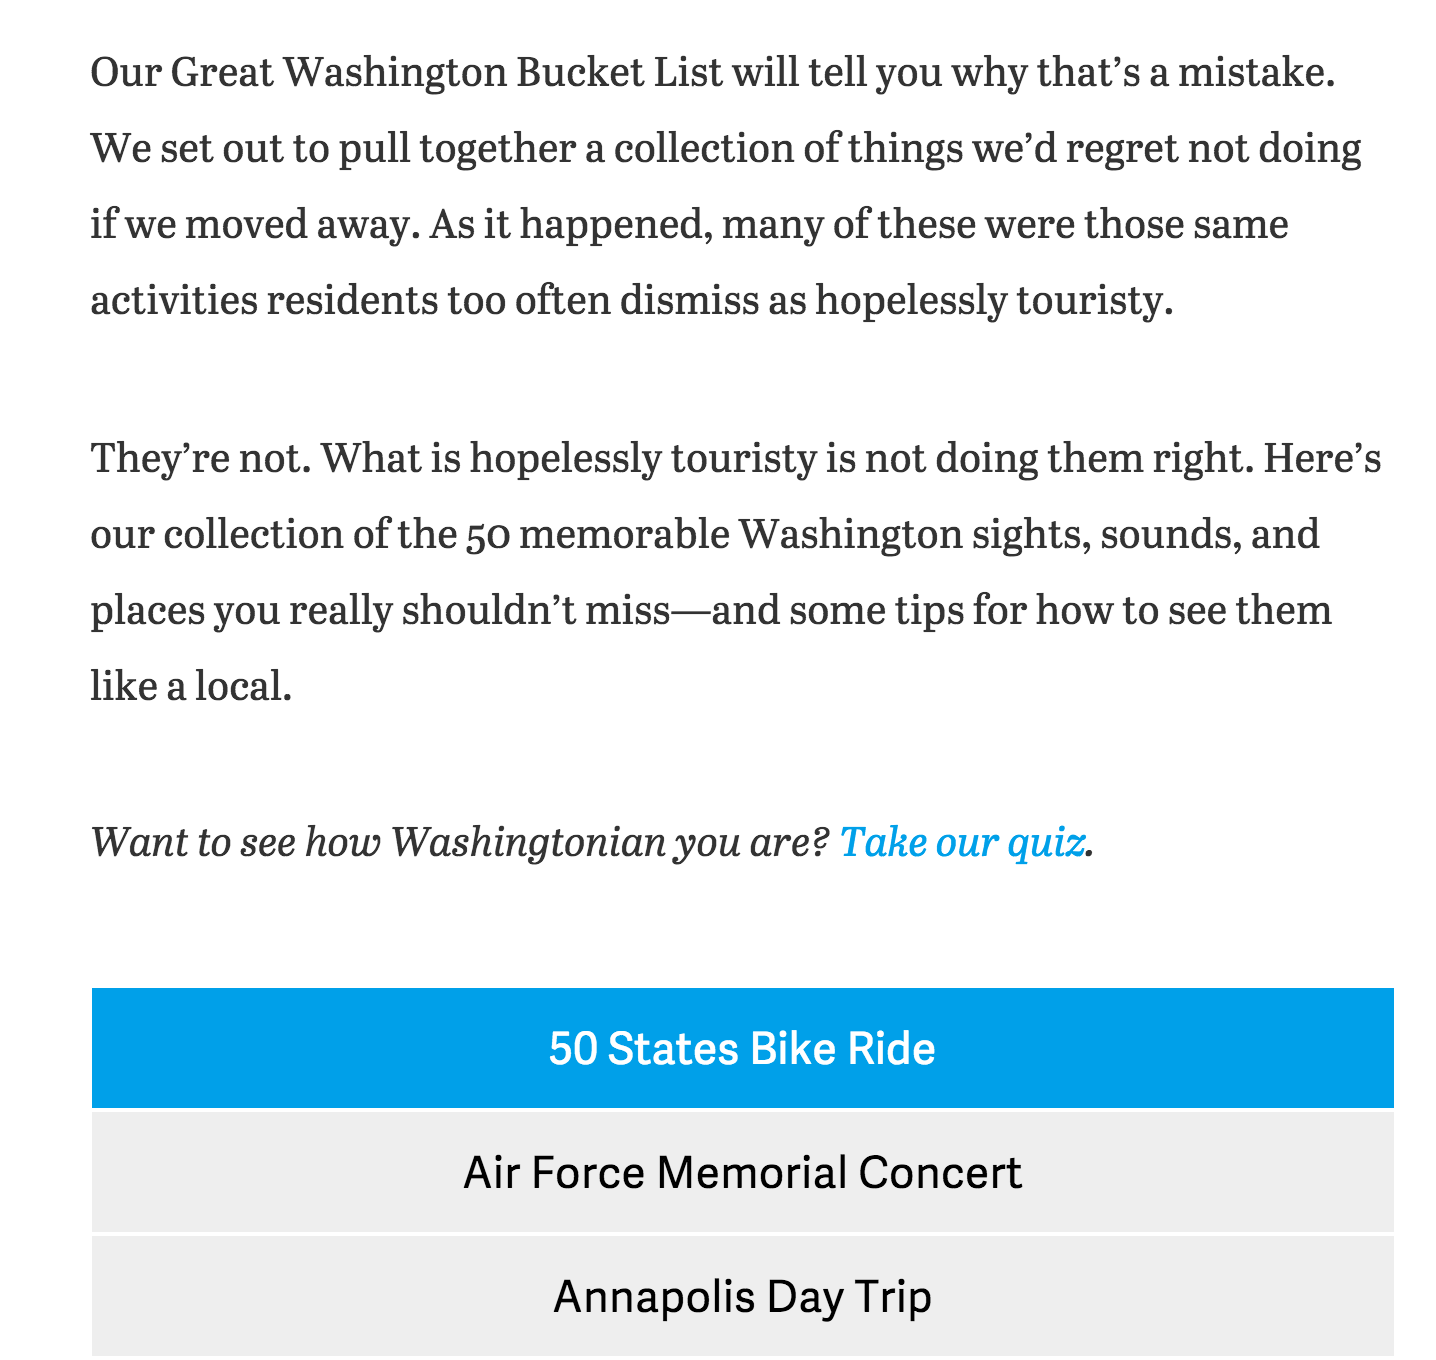 Our Great Washington Bucket List will tell you why that’s a mistake.
We set out to pull together a collection of things we’d regret not doing
if we moved away. As it happened, many of these were those same
activities residents too often dismiss as hopelessly touristy.
They’re not. What is hopelessly touristy is not doing them right. Here’s
our collection of the 50 memorable Washington sights, sounds, and
places you really shouldn’t miss—and some tips for how to see them
like a local.
Want to see how Washingtonian you are? Take our quiz.
50 States Bike Ride
Air Force Memorial Concert
Annapolis Day Trip